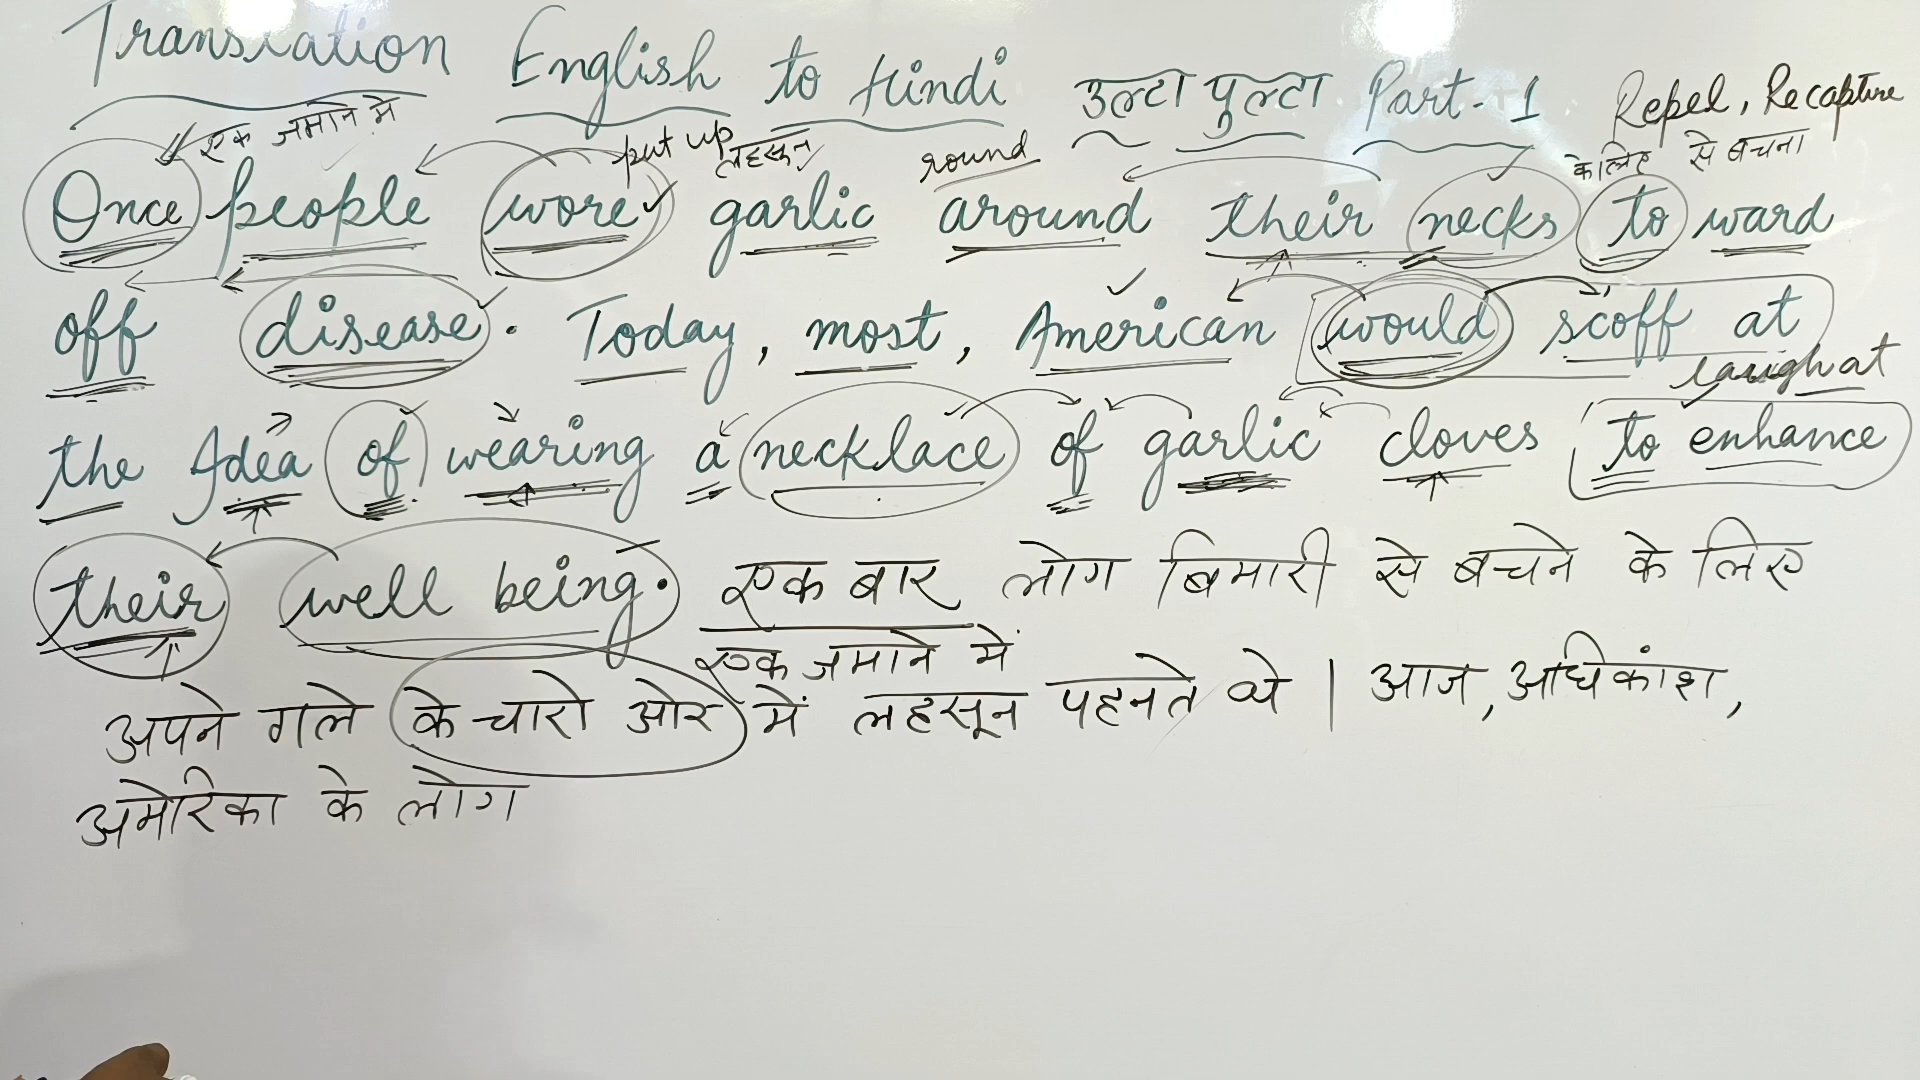 Translation English to Hindi उल्टा पुल्टा Part-1 Repel, Recapture
एक जमाने में put up लहसून round के लिए से बचना
Once people wore garlic around their necks to ward
off disease. Today, most, American would scoff at
laugh at
the Idea of wearing a necklace of garlic cloves to enhance
their well being. एक बार लोग बिमारी से बचने के लिए
एक जमाने में
अपने गले के चारो ओर में लहसून पहनते थे | आज, अधिकांश,
अमेरिका के लोग